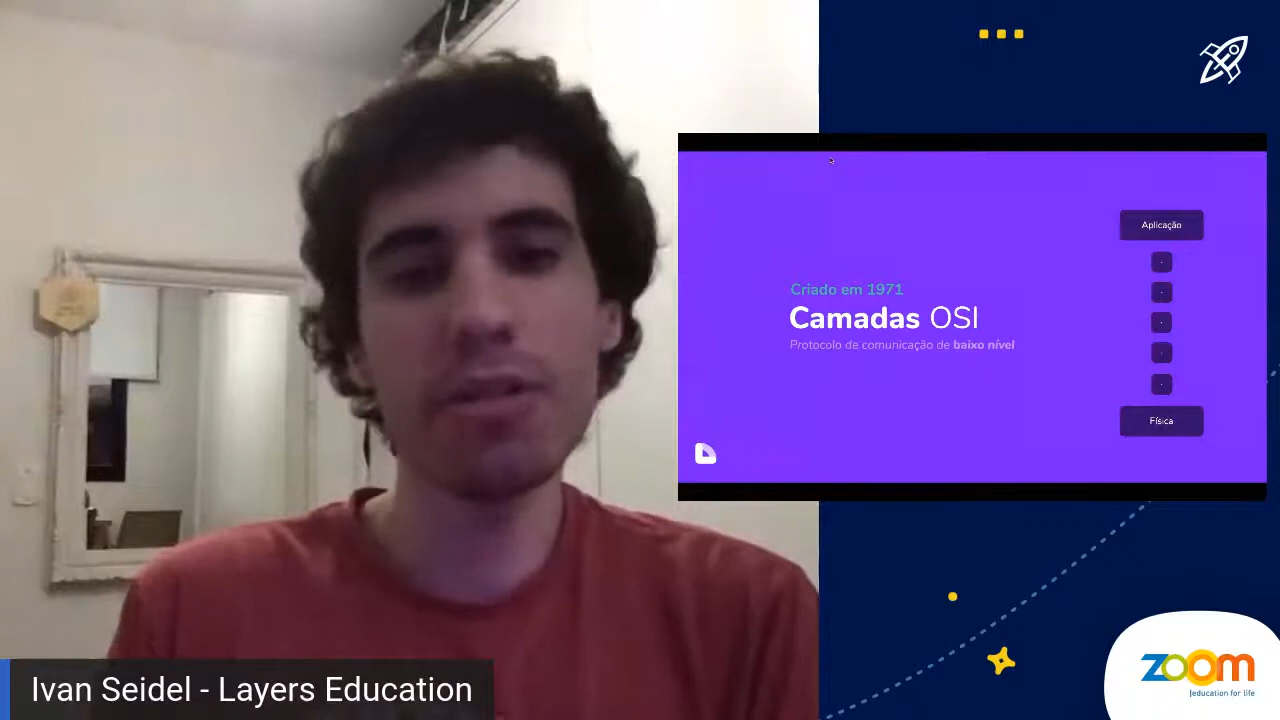 Aplicação
Criado em 1971
Camadas OSI
Protocolo de comunicação de baixo nível
Física
Ivan Seidel - Layers Education
zoom
education for life